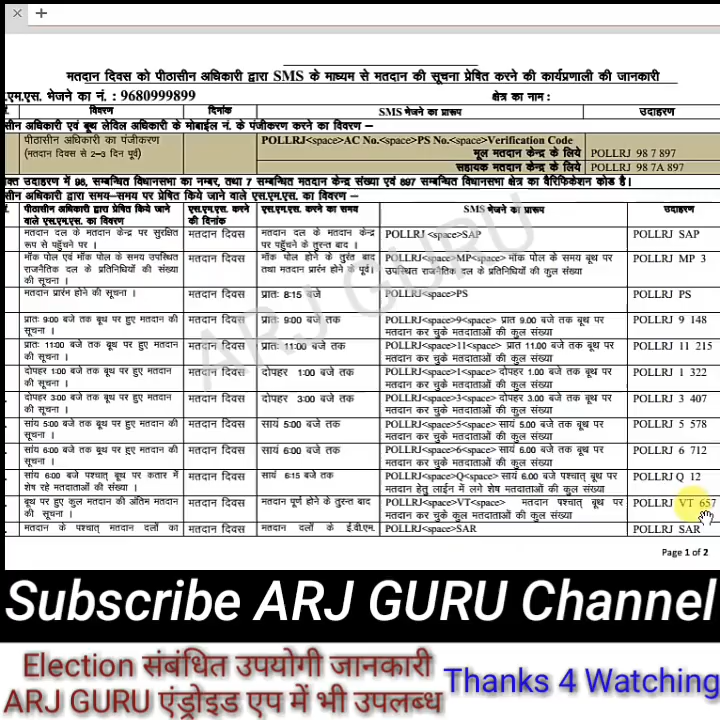 मतदान दिवस को पीठासीन अधिकारी द्वारा SMS के माध्यम से मतदान की सूचना प्रेषित करने की कार्यप्रणाली की जानकारी
.एम.एस. भेजने का नं. : 9680999899 क्षेत्र का नाम :
विवरण दिनांक SMS भेजने का प्रारूप उदाहरण
सीन अधिकारी एवं बूथ लेविल अधिकारी के मोबाईल नं. के पंजीकरण करने का विवरण –
पीठासीन अधिकारी का पंजीकरण POLLRJ<space>AC No.<space>PS No.<space>Verification Code
(मतदान दिवस से 2–3 दिन पूर्व) मूल मतदान केन्द्र के लिये POLLRJ 98 7 897
सहायक मतदान केन्द्र के लिये POLLRJ 98 7A 897
क्त उदाहरण में 98, सम्बन्धित विधानसभा का नम्बर, तथा 7 सम्बन्धित मतदान केन्द्र संख्या एवं 897 सम्बन्धित विधानसभा क्षेत्र का वैरिफिकेशन कोड है।
सीन अधिकारी द्वारा समय–समय पर प्रेषित किये जाने वाले एस.एम.एस. का विवरण –
पीठासीन अधिकारी द्वारा प्रेषित किये जाने एस.एम.एस. करने एस.एम.एस. करने का समय SMS भेजने का प्रारूप उदाहरण
वाले एस.एम.एस. का विवरण की दिनांक
मतदान दल के मतदान केन्द्र पर सुरक्षित मतदान दिवस मतदान दल के मतदान केन्द्र POLLRJ <space>SAP POLLRJ SAP
रूप से पहुँचने पर । पर पहुँचने के तुरन्त बाद ।
मॉक पोल एवं मॉक पोल के समय उपस्थित मतदान दिवस मॉक पोल होने के तुरंत बाद POLLRJ<space>MP<space> मॉक पोल के समय बूथ पर POLLRJ MP 3
राजनैतिक दल के प्रतिनिधियों की संख्या तथा मतदान प्रारंभ होने के पूर्व। उपस्थित राजनैतिक दल के प्रतिनिधियों की कुल संख्या
की सूचना ।
मतदान प्रारंभ होने की सूचना । मतदान दिवस प्रातः 8:15 बजे POLLRJ<space>PS POLLRJ PS
प्रातः 9:00 बजे तक बूथ पर हुए मतदान की मतदान दिवस प्रातः 9:00 बजे तक POLLRJ<space>9<space> प्रात 9.00 बजे तक बूथ पर POLLRJ 9 148
सूचना । मतदान कर चुके मतदाताओं की कुल संख्या
प्रातः 11:00 बजे तक बूथ पर हुए मतदान मतदान दिवस प्रातः 11:00 बजे तक POLLRJ<space>11<space> प्रात 11.00 बजे तक बूथ पर POLLRJ 11 215
की सूचना । मतदान कर चुके मतदाताओं की कुल संख्या
दोपहर 1:00 बजे तक बूथ पर हुए मतदान मतदान दिवस दोपहर 1:00 बजे तक POLLRJ<space>1<space> दोपहर 1.00 बजे तक बूथ पर POLLRJ 1 322
की सूचना । मतदान कर चुके मतदाताओं की कुल संख्या
दोपहर 3:00 बजे तक बूथ पर हुए मतदान मतदान दिवस दोपहर 3:00 बजे तक POLLRJ<space>3<space> दोपहर 3.00 बजे तक बूथ पर POLLRJ 3 407
की सूचना । मतदान कर चुके मतदाताओं की कुल संख्या
सांय 5:00 बजे तक बूथ पर हुए मतदान की मतदान दिवस सायं 5:00 बजे तक POLLRJ<space>5<space> सायं 5.00 बजे तक बूथ पर POLLRJ 5 578
सूचना । मतदान कर चुके मतदाताओं की कुल संख्या
सांय 6:00 बजे तक बूथ पर हुए मतदान की मतदान दिवस सायं 6:00 बजे तक POLLRJ<space>6<space> सायं 6.00 बजे तक बूथ पर POLLRJ 6 712
सूचना । मतदान कर चुके मतदाताओं की कुल संख्या
सांय 6:00 बजे पश्चात् बूथ पर कतार में मतदान दिवस सायं 6:15 बजे तक POLLRJ<space>Q<space> सायं 6.00 बजे पश्चात् बूथ पर POLLRJ Q 12
शेष रहे मतदाताओं की संख्या । मतदान हेतु लाईन में लगे शेष मतदाताओं की कुल संख्या
बूथ पर हुए कुल मतदान की अंतिम मतदान मतदान दिवस मतदान पूर्ण होने के तुरन्त बाद POLLRJ<space>VT<space> मतदान पश्चात् बूथ पर POLLRJ VT 657
की सूचना । मतदान कर चुके कुल मतदाताओं की कुल संख्या
मतदान के पश्चात् मतदान दलों का मतदान दिवस मतदान दलों के ई.वी.एम. POLLRJ<space>SAR POLLRJ SAR
Page 1 of 2
ARJ GURU
Subscribe ARJ GURU Channel
Election संबंधित उपयोगी जानकारी
ARJ GURU एंड्रोइड एप में भी उपलब्ध
Thanks 4 Watching